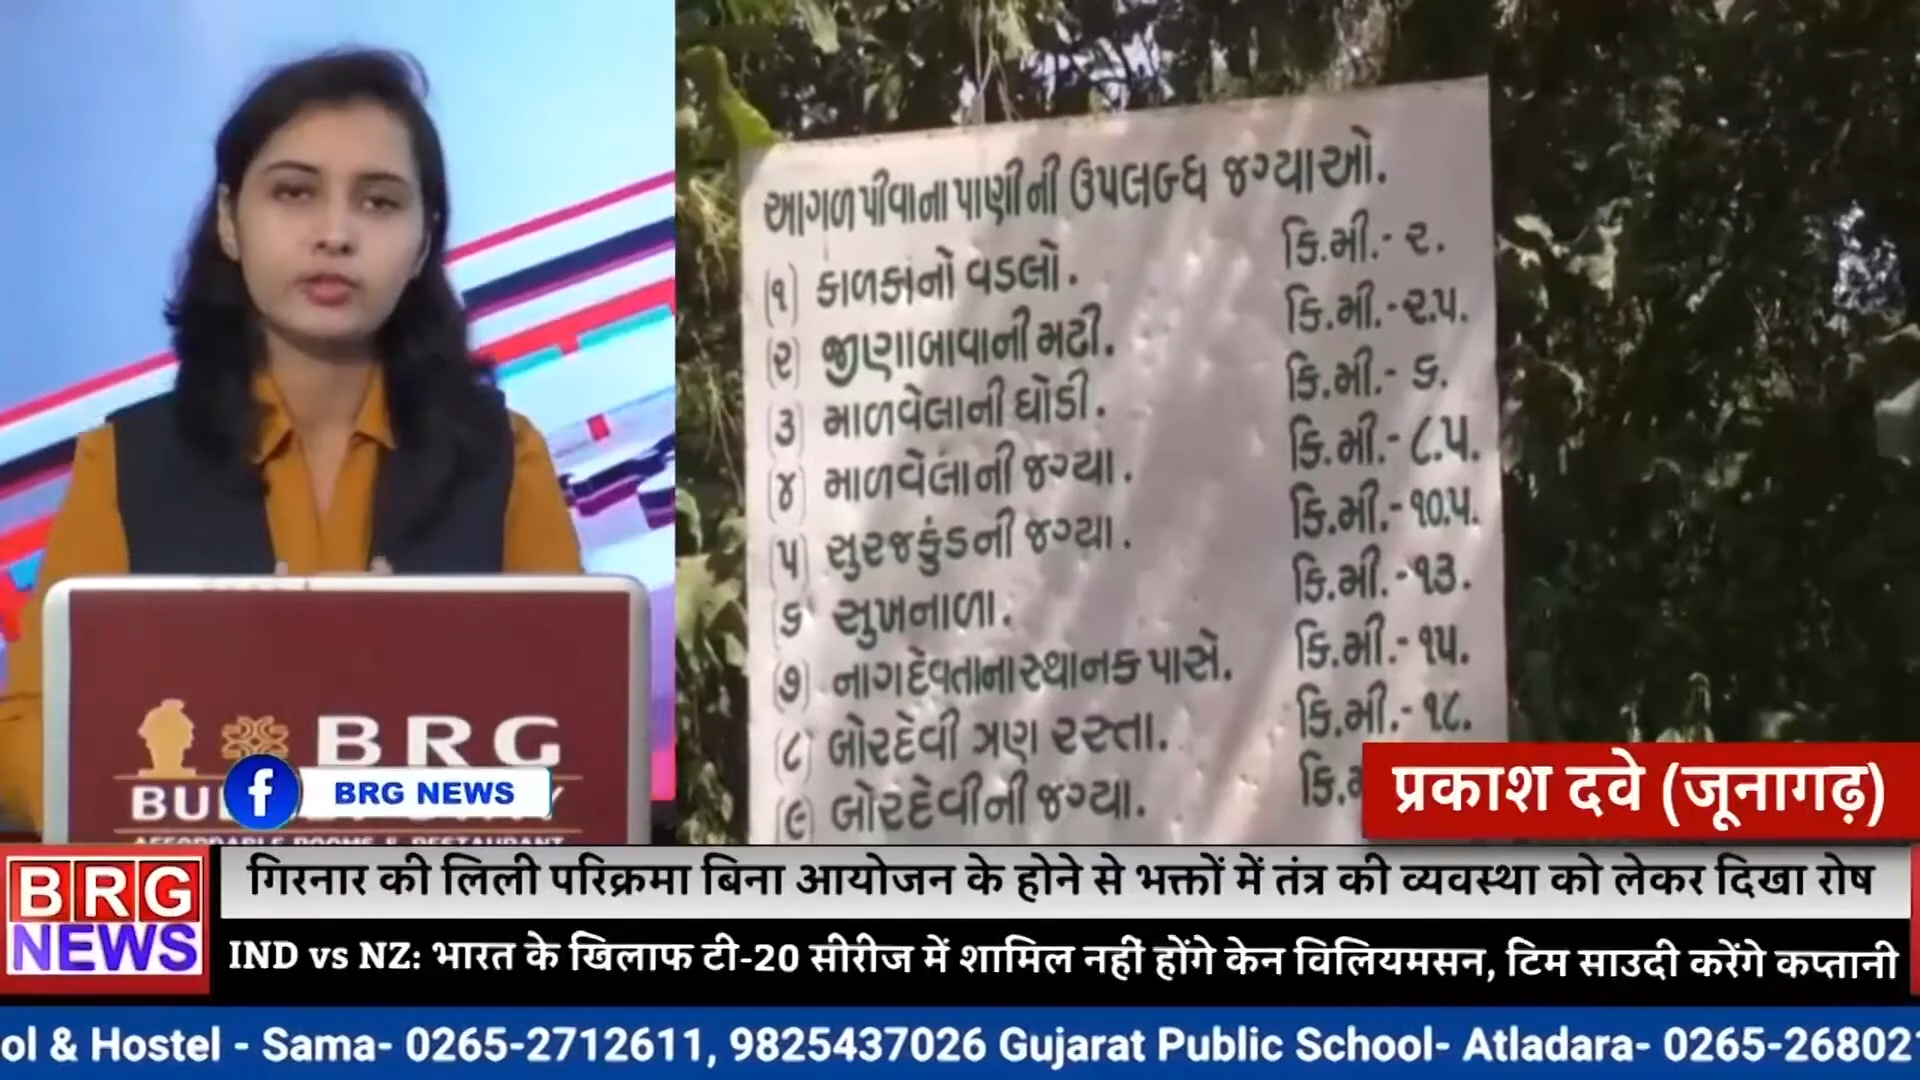 આગળ પીવાના પાણીની ઉપલબ્ધ જગ્યાઓ.
(૧) કાળકાનો વડલો. કિ.મી.- ૨.
(૨) જીણાબાવાની મઢી. કિ.મી.- ૨.૫.
(૩) માળવેલાની ઘોડી. કિ.મી.- ૬.
(૪) માળવેલાની જગ્યા. કિ.મી.- ૮.૫.
(૫) સુરજકુંડની જગ્યા. કિ.મી.- ૧૦.૫.
(૬) સુખનાળા. કિ.મી.- ૧૩.
(૭) નાગદેવતાના સ્થાનક પાસે. કિ.મી.- ૧૫.
(૮) બોરદેવી ત્રણ રસ્તા. કિ.મી.- ૧૮.
(૯) બોરદેવીની જગ્યા.
BRG
BRG NEWS
प्रकाश दवे (जूनागढ़)
BRG
NEWS
गिरनार की लिली परिक्रमा बिना आयोजन के होने से भक्तों में तंत्र की व्यवस्था को लेकर दिखा रोष
IND vs NZ: भारत के खिलाफ टी-20 सीरीज में शामिल नहीं होंगे केन विलियमसन, टिम साउदी करेंगे कप्तानी
ol & Hostel - Sama- 0265-2712611, 9825437026 Gujarat Public School- Atladara- 0265-268021